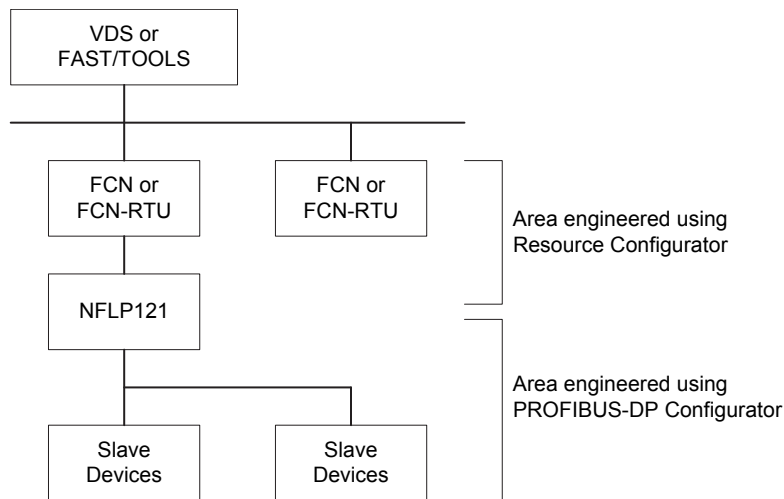 VDS or
FAST/TOOLS
FCN or
FCN-RTU
FCN or
FCN-RTU
Area engineered using
Resource Configurator
NFLP121
Area engineered using
PROFIBUS-DP Configurator
Slave
Devices
Slave
Devices